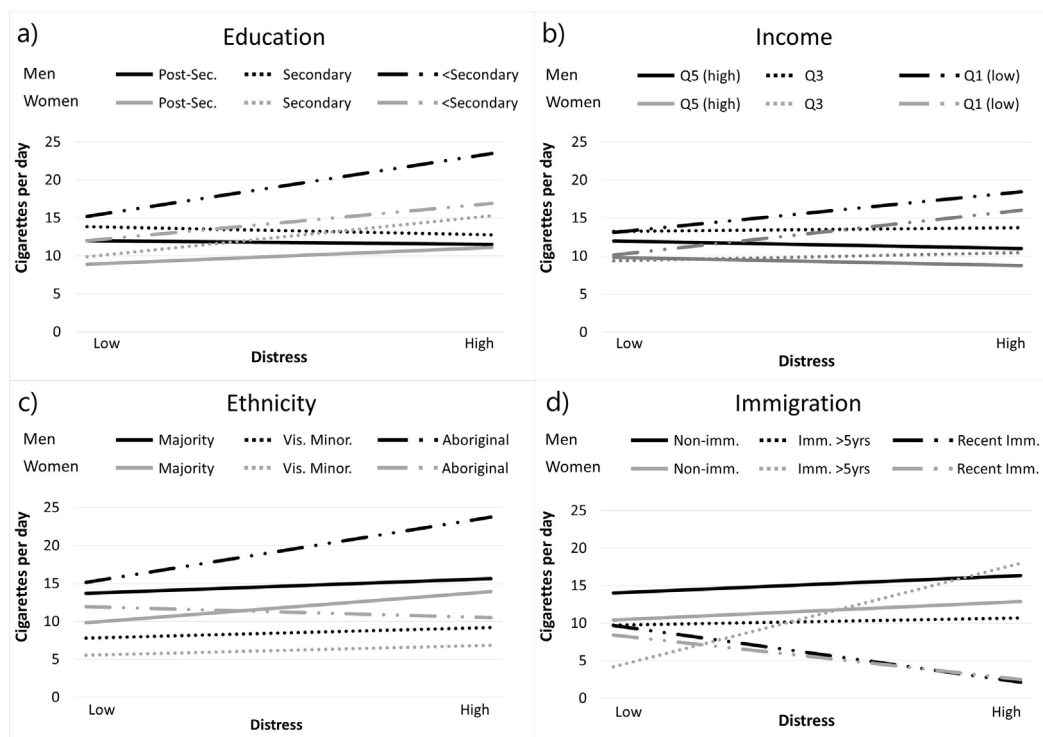 a) Education
Men Post-Sec. Secondary <Secondary
Women Post-Sec. Secondary <Secondary
Cigarettes per day
25
20
15
10
5
0
Low High
Distress
b) Income
Men Q5 (high) Q3 Q1 (low)
Women Q5 (high) Q3 Q1 (low)
Cigarettes per day
25
20
15
10
5
0
Low High
Distress
c) Ethnicity
Men Majority Vis. Minor. Aboriginal
Women Majority Vis. Minor. Aboriginal
Cigarettes per day
25
20
15
10
5
0
Low High
Distress
d) Immigration
Men Non-imm. Imm. >5yrs Recent Imm.
Women Non-imm. Imm. >5yrs Recent Imm.
Cigarettes per day
25
20
15
10
5
0
Low High
Distress